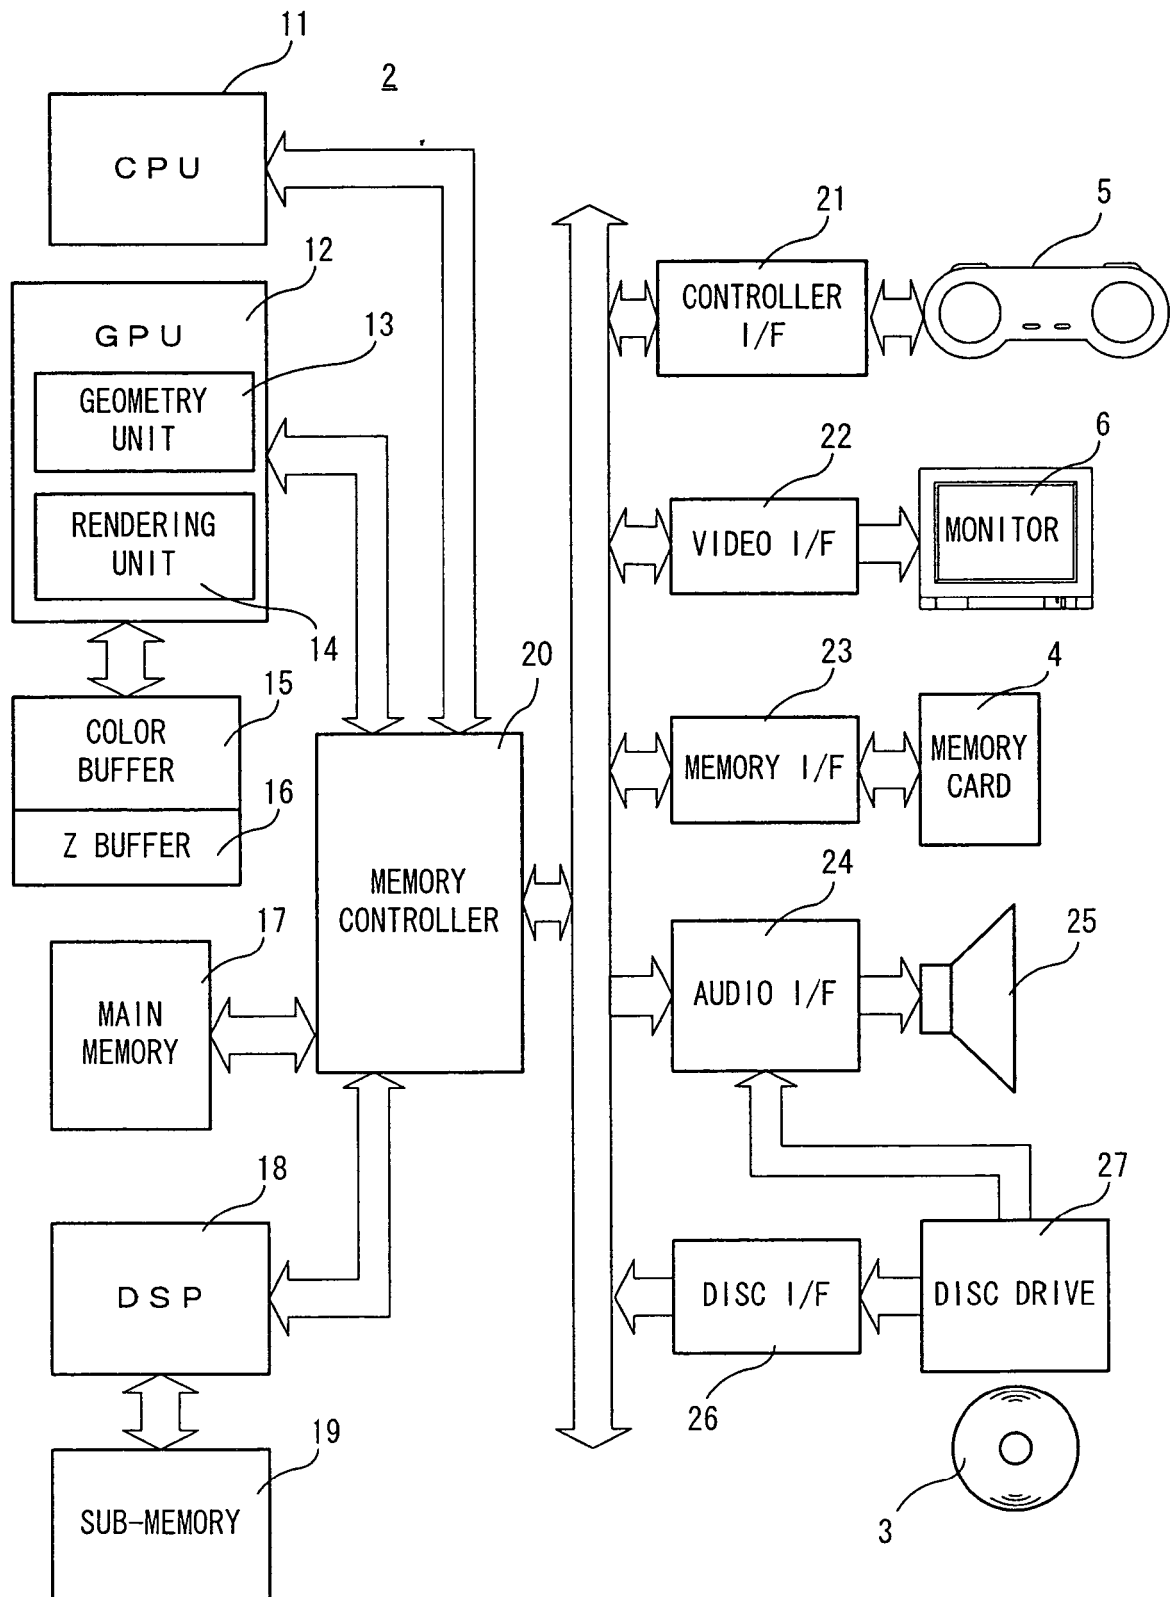 11
2
CPU
12
GPU
13
GEOMETRY
UNIT
RENDERING
UNIT
14
15
COLOR
BUFFER
16
Z BUFFER
20
MEMORY
CONTROLLER
17
MAIN
MEMORY
18
DSP
19
SUB-MEMORY
21
CONTROLLER
I/F
5
22
VIDEO I/F
6
MONITOR
23
MEMORY I/F
4
MEMORY
CARD
24
AUDIO I/F
25
27
DISC I/F
DISC DRIVE
26
3